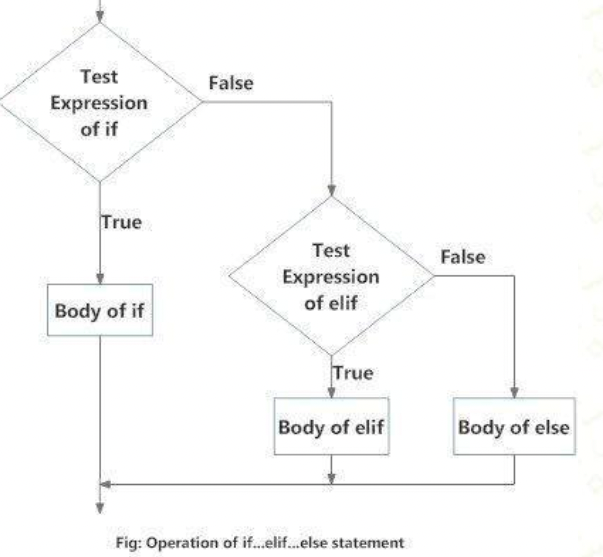 Test
Expression
of if
False
True
Test
Expression
of elif
False
Body of if
True
Body of elif
Body of else
Fig: Operation of if...elif...else statement